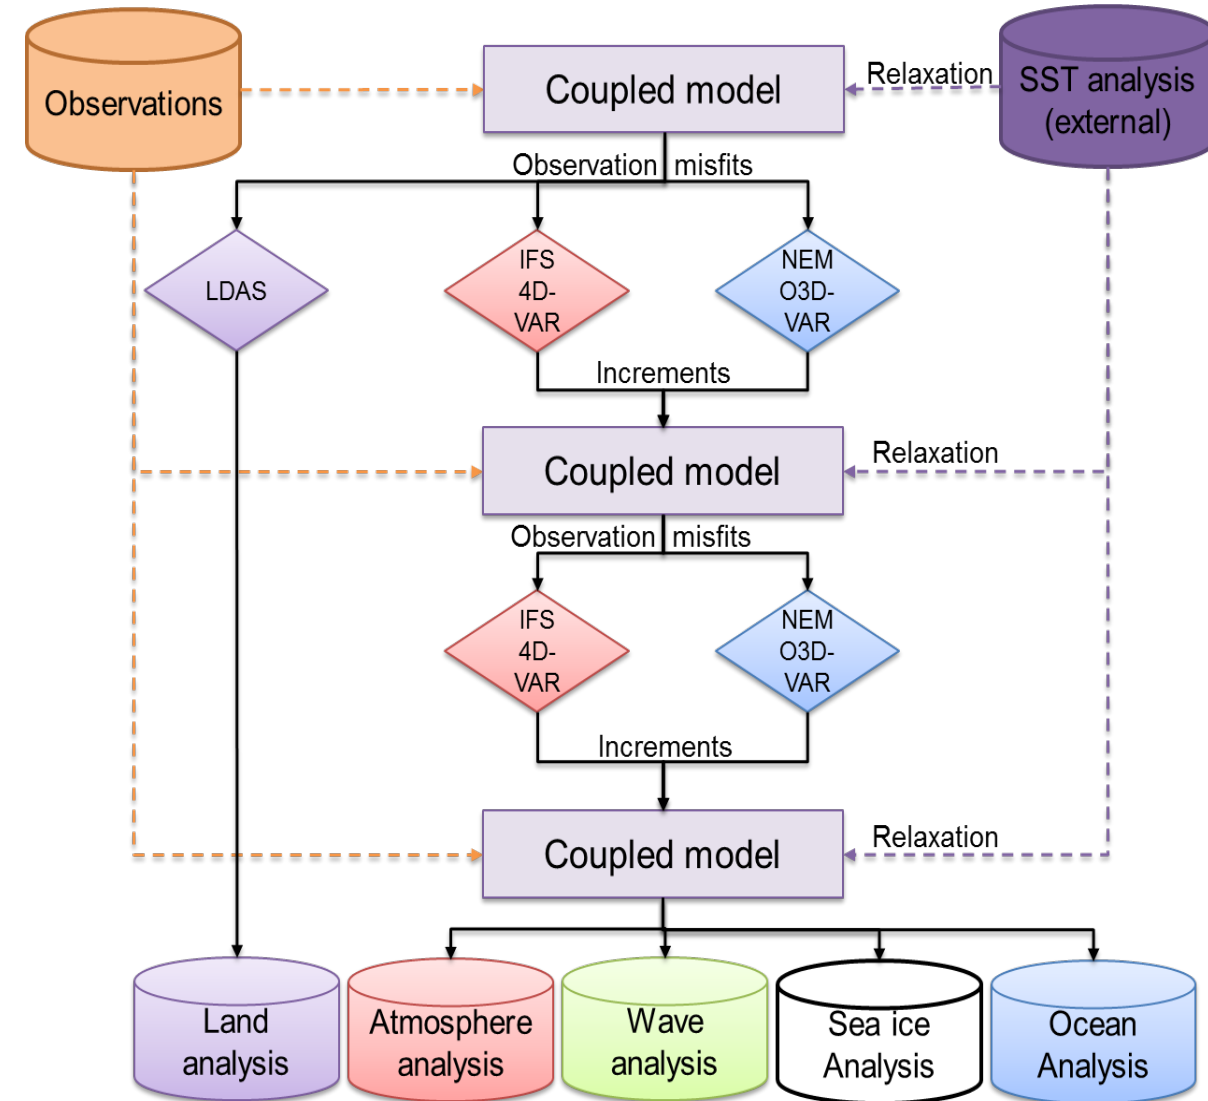 Observations
Coupled model
Relaxation
SST analysis
(external)
Observation misfits
LDAS
IFS
4D-
VAR
NEM
O3D-
VAR
Increments
Coupled model
Relaxation
Observation misfits
IFS
4D-
VAR
NEM
O3D-
VAR
Increments
Coupled model
Relaxation
Land
analysis
Atmosphere
analysis
Wave
analysis
Sea ice
Analysis
Ocean
Analysis